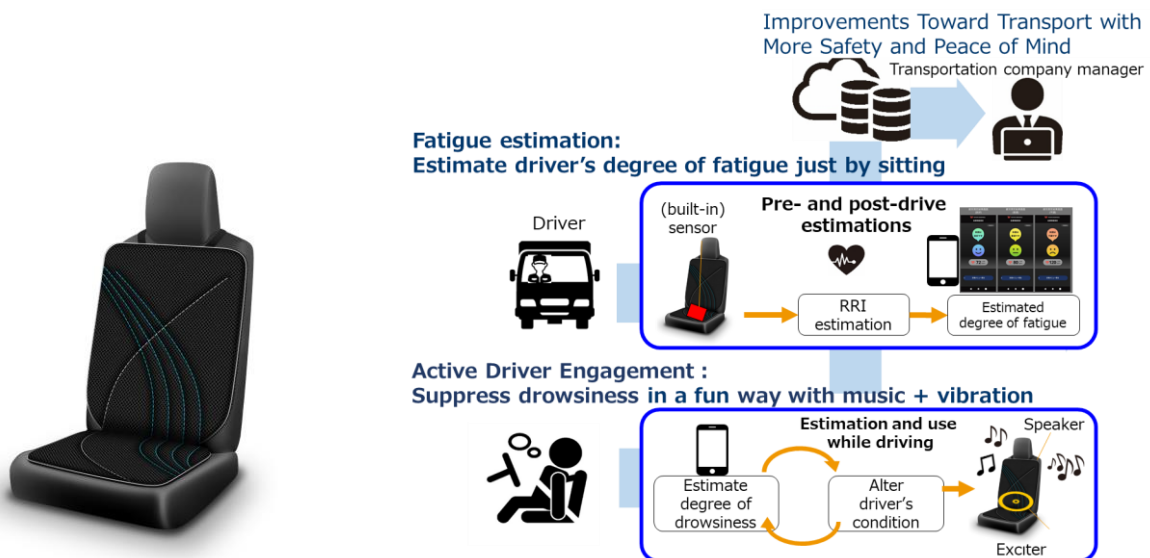 Improvements Toward Transport with
More Safety and Peace of Mind
Transportation company manager
Fatigue estimation:
Estimate driver’s degree of fatigue just by sitting
Driver
(built-in)
sensor
Pre- and post-drive
estimations
RRI
estimation
Estimated
degree of fatigue
Active Driver Engagement :
Suppress drowsiness in a fun way with music + vibration
Estimation and use
while driving
Speaker
Estimate
degree of
drowsiness
Alter
driver’s
condition
Exciter